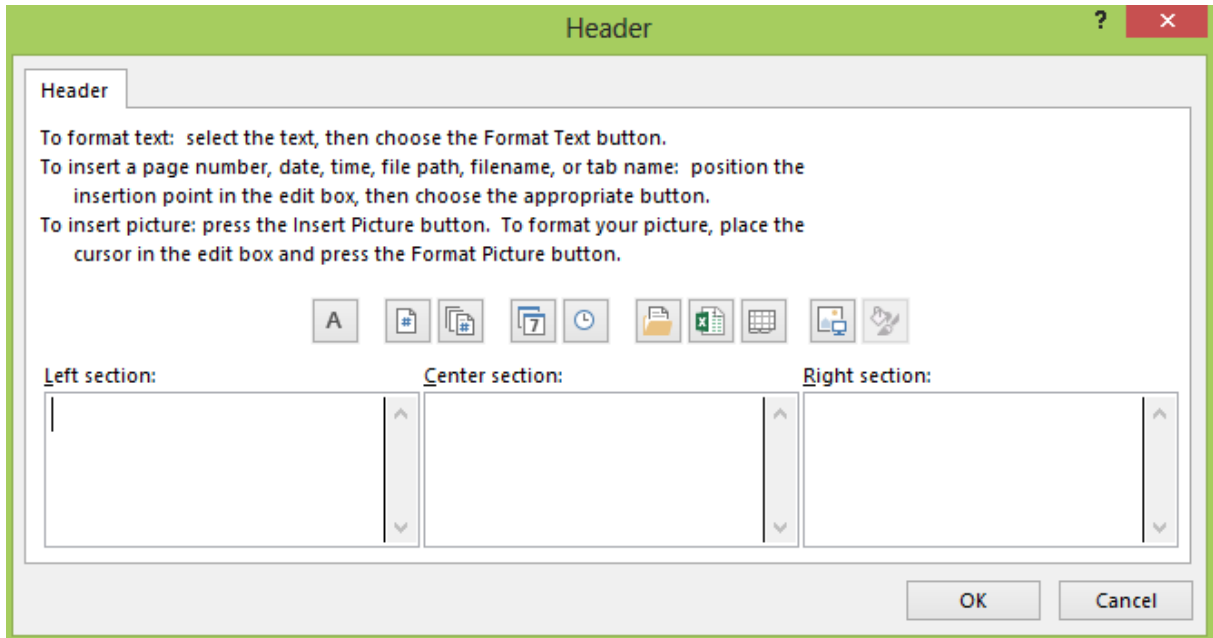 Header
?
Header
To format text:  select the text, then choose the Format Text button.
To insert a page number, date, time, file path, filename, or tab name:  position the
insertion point in the edit box, then choose the appropriate button.
To insert picture: press the Insert Picture button.  To format your picture, place the
cursor in the edit box and press the Format Picture button.
A # # 7
Left section: Center section: Right section:
OK Cancel